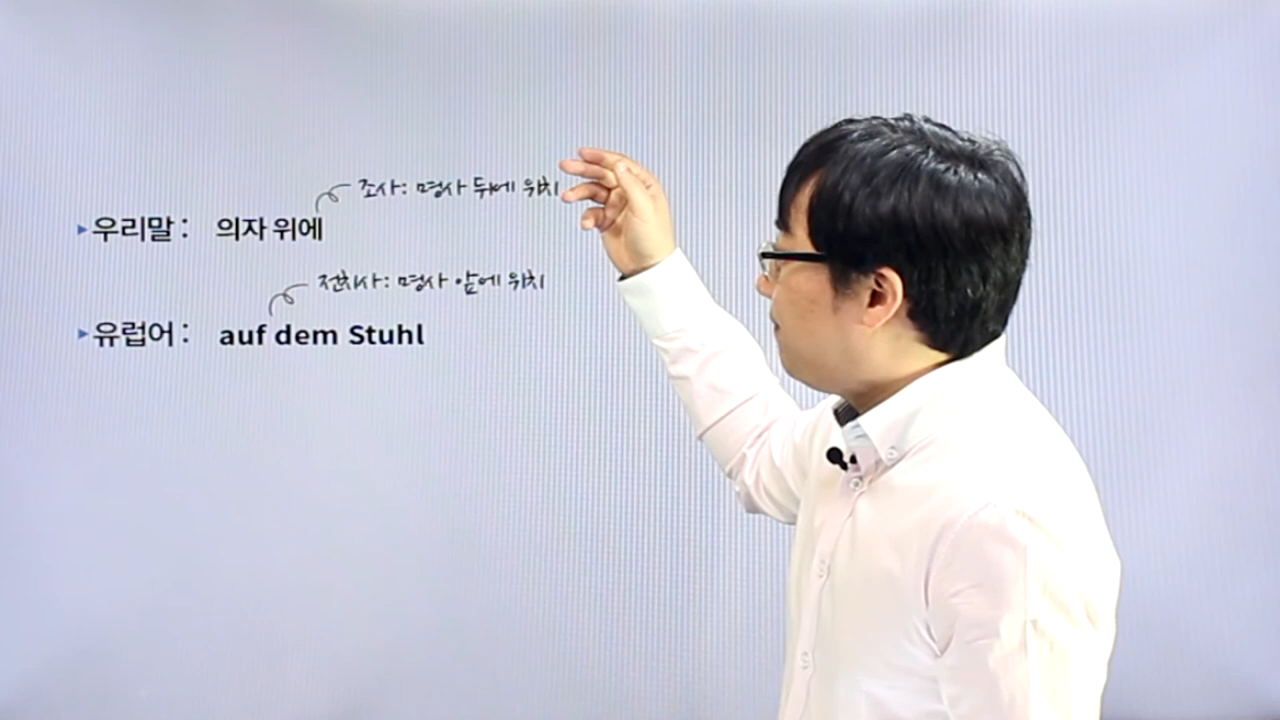 조사: 명사 뒤에 위치
▸우리말 : 의자 위에
전치사: 명사 앞에 위치
▸유럽어 : auf dem Stuhl